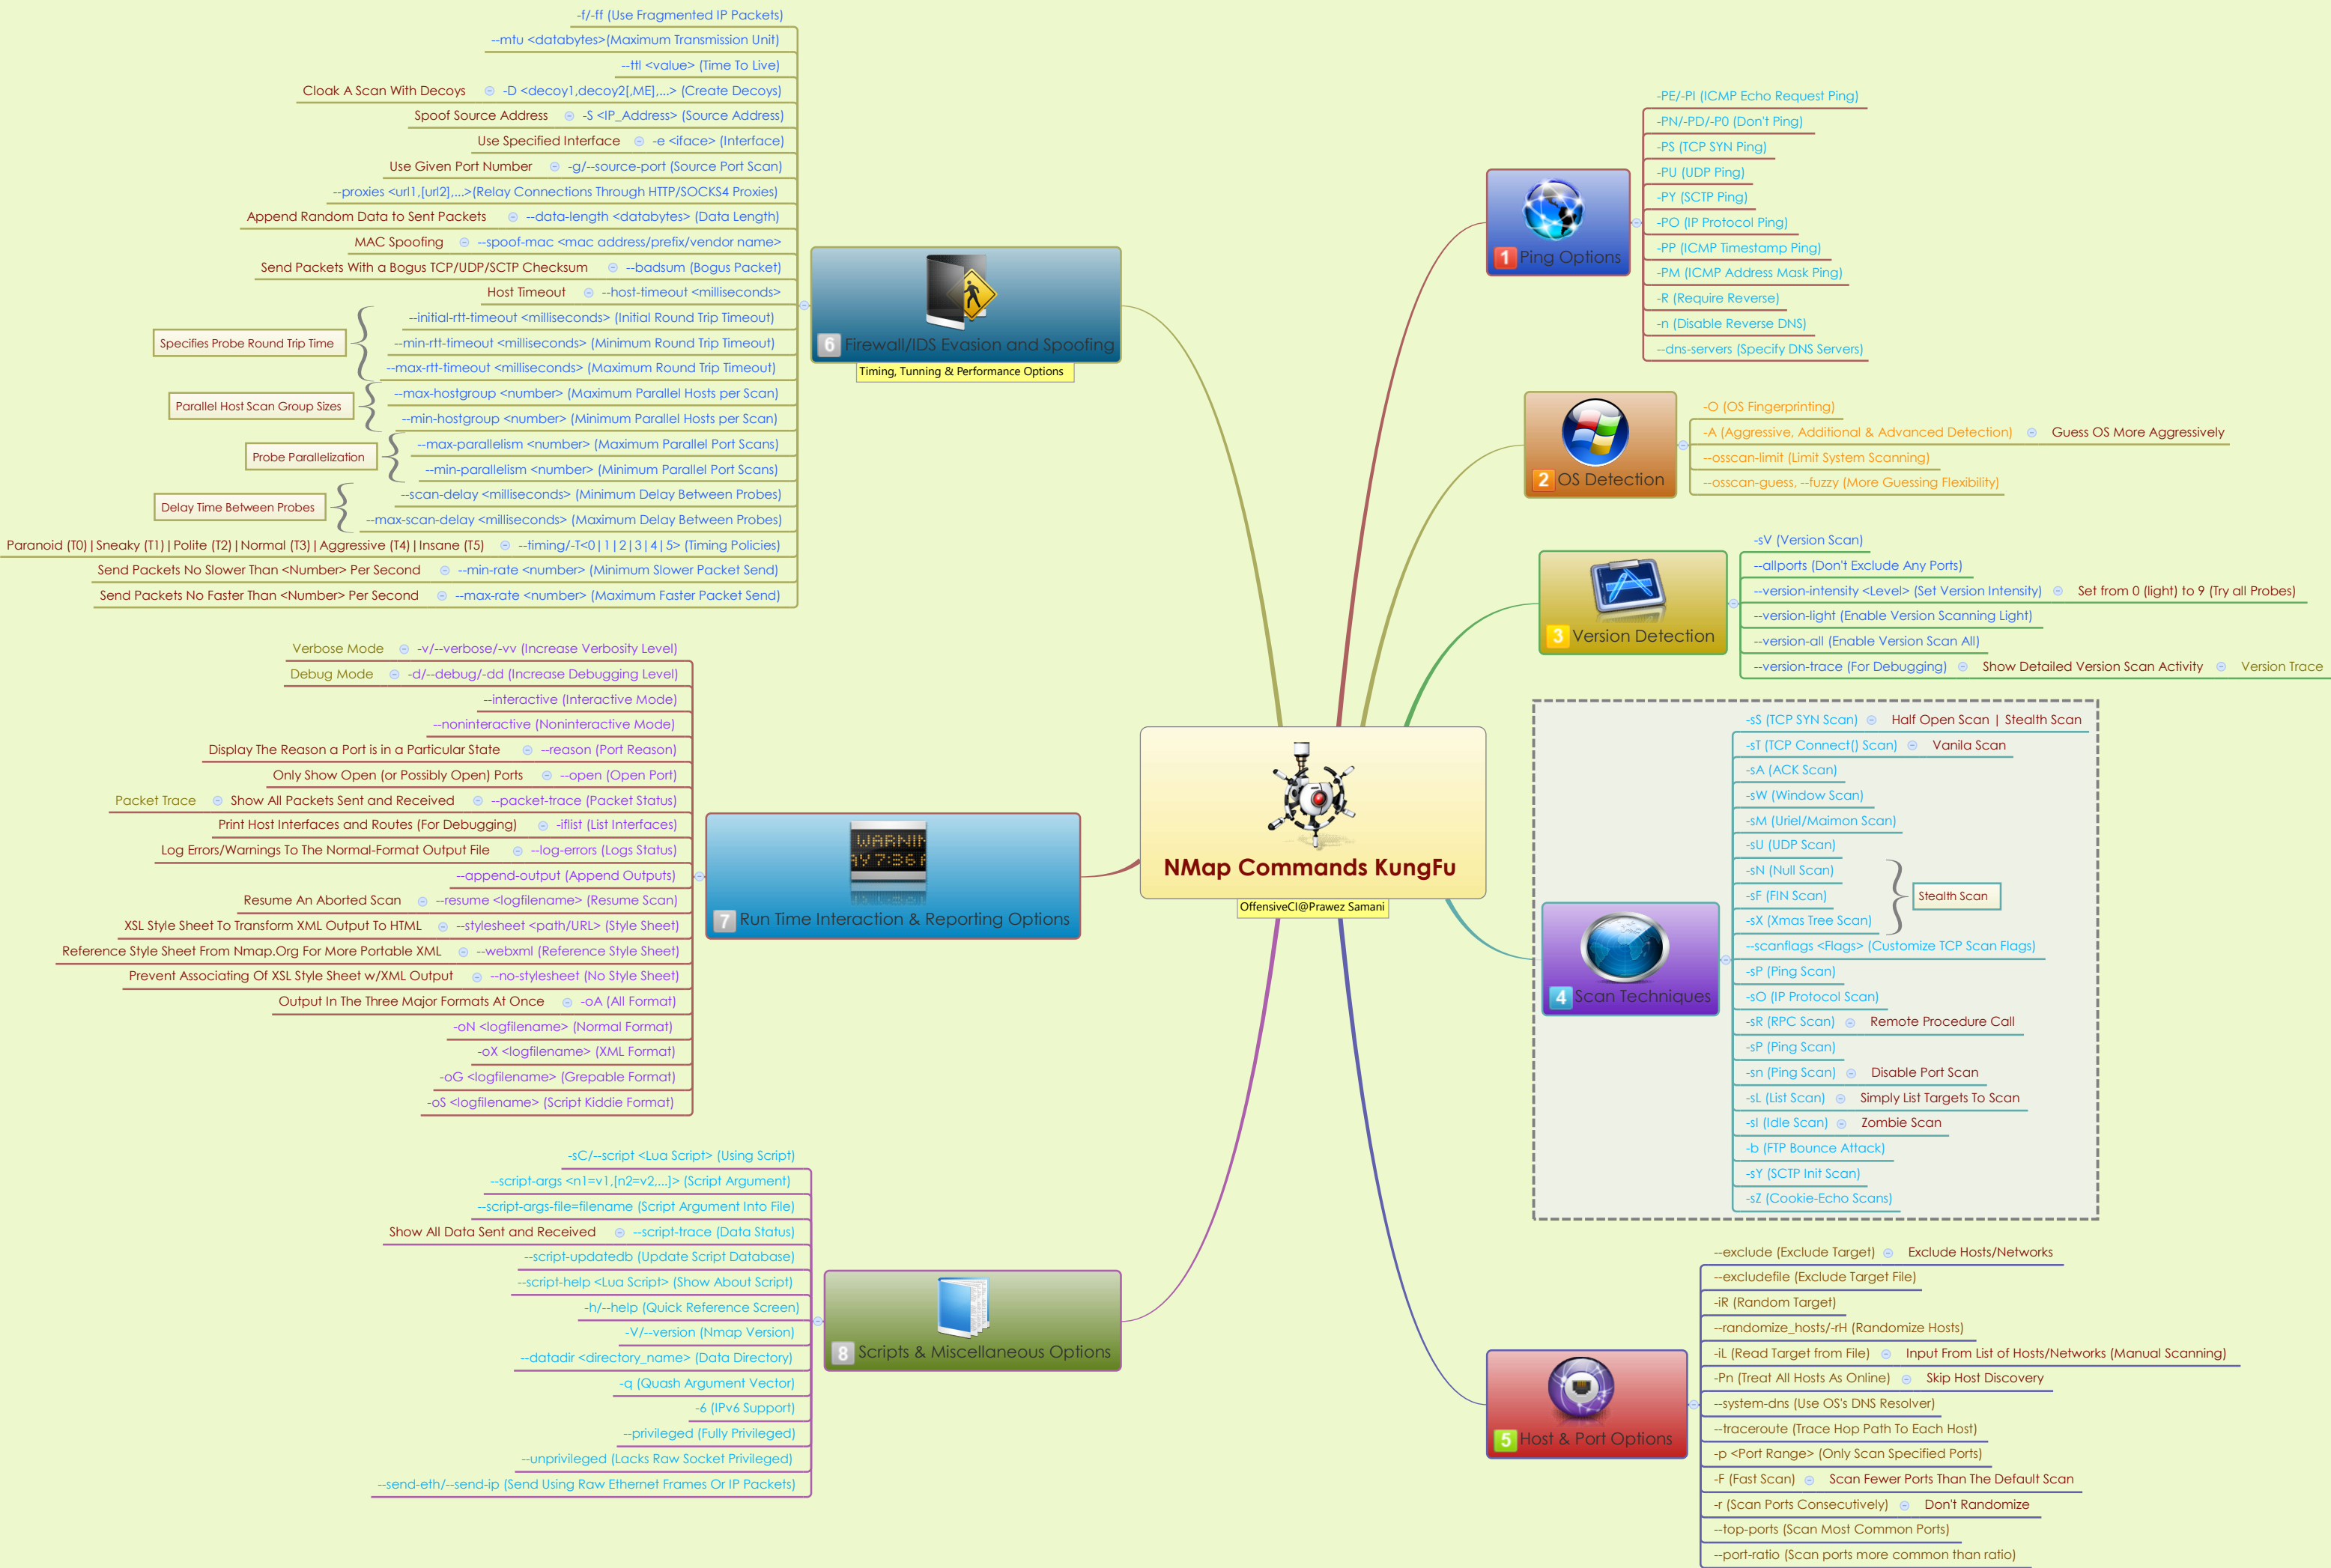 NMap Commands KungFu
OffensiveCI@Prawez Samani
1 Ping Options
-PE/-PI (ICMP Echo Request Ping)
-PN/-PD/-P0 (Don't Ping)
-PS (TCP SYN Ping)
-PU (UDP Ping)
-PY (SCTP Ping)
-PO (IP Protocol Ping)
-PP (ICMP Timestamp Ping)
-PM (ICMP Address Mask Ping)
-R (Require Reverse)
-n (Disable Reverse DNS)
--dns-servers (Specify DNS Servers)
2 OS Detection
-O (OS Fingerprinting)
-A (Aggressive, Additional & Advanced Detection) Guess OS More Aggressively
--osscan-limit (Limit System Scanning)
--osscan-guess, --fuzzy (More Guessing Flexibility)
3 Version Detection
-sV (Version Scan)
--allports (Don't Exclude Any Ports)
--version-intensity <Level> (Set Version Intensity) Set from 0 (light) to 9 (Try all Probes)
--version-light (Enable Version Scanning Light)
--version-all (Enable Version Scan All)
--version-trace (For Debugging) Show Detailed Version Scan Activity Version Trace
4 Scan Techniques
-sS (TCP SYN Scan) Half Open Scan | Stealth Scan
-sT (TCP Connect() Scan) Vanila Scan
-sA (ACK Scan)
-sW (Window Scan)
-sM (Uriel/Maimon Scan)
-sU (UDP Scan)
-sN (Null Scan)
-sF (FIN Scan)
-sX (Xmas Tree Scan)
Stealth Scan
--scanflags <Flags> (Customize TCP Scan Flags)
-sP (Ping Scan)
-sO (IP Protocol Scan)
-sR (RPC Scan) Remote Procedure Call
-sP (Ping Scan)
-sn (Ping Scan) Disable Port Scan
-sL (List Scan) Simply List Targets To Scan
-sI (Idle Scan) Zombie Scan
-b (FTP Bounce Attack)
-sY (SCTP Init Scan)
-sZ (Cookie-Echo Scans)
5 Host & Port Options
--exclude (Exclude Target) Exclude Hosts/Networks
--excludefile (Exclude Target File)
-iR (Random Target)
--randomize_hosts/-rH (Randomize Hosts)
-iL (Read Target from File) Input From List of Hosts/Networks (Manual Scanning)
-Pn (Treat All Hosts As Online) Skip Host Discovery
--system-dns (Use OS's DNS Resolver)
--traceroute (Trace Hop Path To Each Host)
-p <Port Range> (Only Scan Specified Ports)
-F (Fast Scan) Scan Fewer Ports Than The Default Scan
-r (Scan Ports Consecutively) Don't Randomize
--top-ports (Scan Most Common Ports)
--port-ratio (Scan ports more common than ratio)
6 Firewall/IDS Evasion and Spoofing
Timing, Tunning & Performance Options
-f/-ff (Use Fragmented IP Packets)
--mtu <databytes>(Maximum Transmission Unit)
--ttl <value> (Time To Live)
Cloak A Scan With Decoys -D <decoy1,decoy2[,ME],...> (Create Decoys)
Spoof Source Address -S <IP_Address> (Source Address)
Use Specified Interface -e <iface> (Interface)
Use Given Port Number -g/--source-port (Source Port Scan)
--proxies <url1,[url2],...>(Relay Connections Through HTTP/SOCKS4 Proxies)
Append Random Data to Sent Packets --data-length <databytes> (Data Length)
MAC Spoofing --spoof-mac <mac address/prefix/vendor name>
Send Packets With a Bogus TCP/UDP/SCTP Checksum --badsum (Bogus Packet)
Host Timeout --host-timeout <milliseconds>
--initial-rtt-timeout <milliseconds> (Initial Round Trip Timeout)
Specifies Probe Round Trip Time --min-rtt-timeout <milliseconds> (Minimum Round Trip Timeout)
--max-rtt-timeout <milliseconds> (Maximum Round Trip Timeout)
--max-hostgroup <number> (Maximum Parallel Hosts per Scan)
Parallel Host Scan Group Sizes
--min-hostgroup <number> (Minimum Parallel Hosts per Scan)
--max-parallelism <number> (Maximum Parallel Port Scans)
Probe Parallelization
--min-parallelism <number> (Minimum Parallel Port Scans)
--scan-delay <milliseconds> (Minimum Delay Between Probes)
Delay Time Between Probes
--max-scan-delay <milliseconds> (Maximum Delay Between Probes)
Paranoid (T0)|Sneaky (T1)|Polite (T2)|Normal (T3)|Aggressive (T4)|Insane (T5) --timing/-T<0|1|2|3|4|5> (Timing Policies)
Send Packets No Slower Than <Number> Per Second --min-rate <number> (Minimum Slower Packet Send)
Send Packets No Faster Than <Number> Per Second --max-rate <number> (Maximum Faster Packet Send)
7 Run Time Interaction & Reporting Options
WARNIN
AY 7:36 A
Verbose Mode -v/--verbose/-vv (Increase Verbosity Level)
Debug Mode -d/--debug/-dd (Increase Debugging Level)
--interactive (Interactive Mode)
--noninteractive (Noninteractive Mode)
Display The Reason a Port is in a Particular State --reason (Port Reason)
Only Show Open (or Possibly Open) Ports --open (Open Port)
Packet Trace Show All Packets Sent and Received --packet-trace (Packet Status)
Print Host Interfaces and Routes (For Debugging) -iflist (List Interfaces)
Log Errors/Warnings To The Normal-Format Output File --log-errors (Logs Status)
--append-output (Append Outputs)
Resume An Aborted Scan --resume <logfilename> (Resume Scan)
XSL Style Sheet To Transform XML Output To HTML --stylesheet <path/URL> (Style Sheet)
Reference Style Sheet From Nmap.Org For More Portable XML --webxml (Reference Style Sheet)
Prevent Associating Of XSL Style Sheet w/XML Output --no-stylesheet (No Style Sheet)
Output In The Three Major Formats At Once -oA (All Format)
-oN <logfilename> (Normal Format)
-oX <logfilename> (XML Format)
-oG <logfilename> (Grepable Format)
-oS <logfilename> (Script Kiddie Format)
8 Scripts & Miscellaneous Options
-sC/--script <Lua Script> (Using Script)
--script-args <n1=v1,[n2=v2,...]> (Script Argument)
--script-args-file=filename (Script Argument Into File)
Show All Data Sent and Received --script-trace (Data Status)
--script-updatedb (Update Script Database)
--script-help <Lua Script> (Show About Script)
-h/--help (Quick Reference Screen)
-V/--version (Nmap Version)
--datadir <directory_name> (Data Directory)
-q (Quash Argument Vector)
-6 (IPv6 Support)
--privileged (Fully Privileged)
--unprivileged (Lacks Raw Socket Privileged)
--send-eth/--send-ip (Send Using Raw Ethernet Frames Or IP Packets)